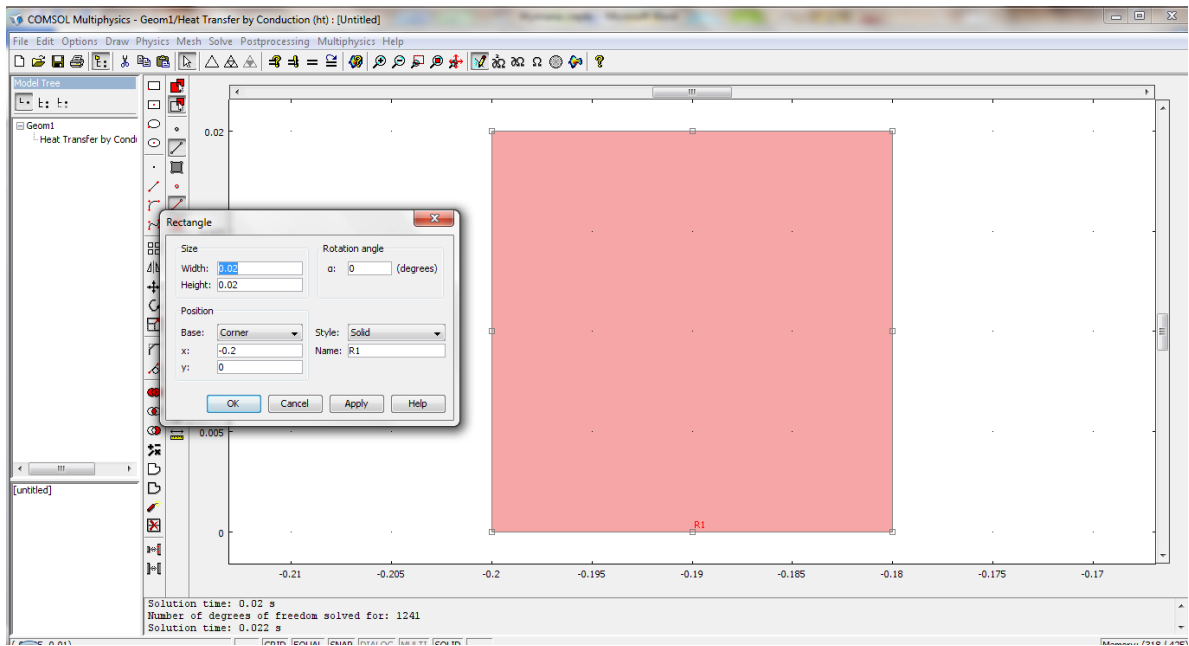 COMSOL Multiphysics - Geom1/Heat Transfer by Conduction (ht) : [Untitled]
File Edit Options Draw Physics Mesh Solve Postprocessing Multiphysics Help
Model Tree
Geom1
Heat Transfer by Cond
0.02
0.005
0
Rectangle
Size
Width: 0.02
Height: 0.02
Rotation angle
α: 0 (degrees)
Position
Base: Corner
x: -0.2
y: 0
Style: Solid
Name: R1
OK Cancel Apply Help
R1
-0.21 -0.205 -0.2 -0.195 -0.19 -0.185 -0.18 -0.175 -0.17
[untitled]
Solution time: 0.02 s
Number of degrees of freedom solved for: 1241
Solution time: 0.022 s
GRID EQUAL SNAP DIALOG MULTI SOLID
Memory: (318 / 425)